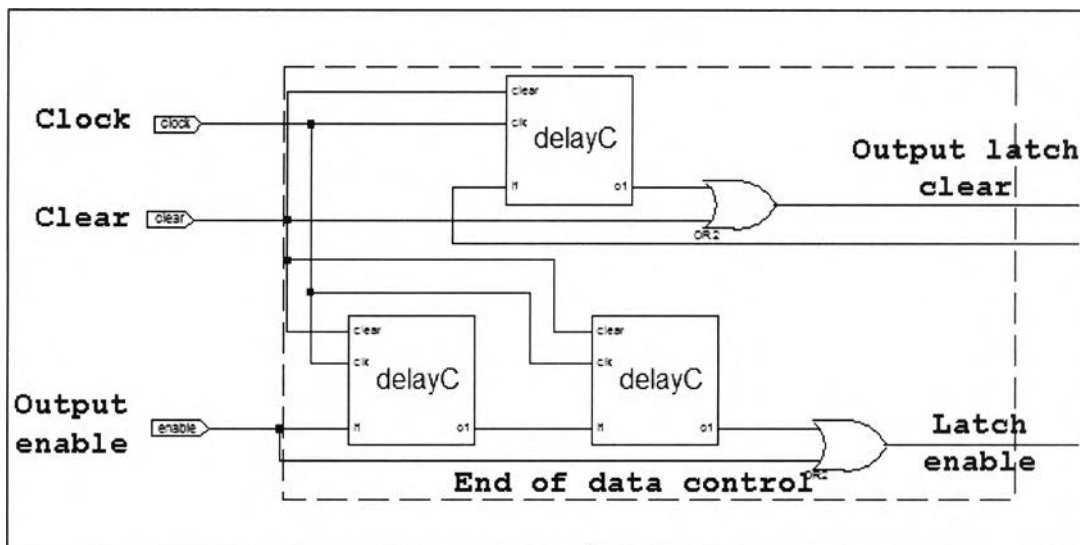 clear
Clock
clock
clk
delayC
Output latch
clear
i1
o1
Clear
clear
OR2
clear
clear
clk
clk
delayC
delayC
Output
enable
enable
i1
o1
i1
o1
Latch
enable
OR2
End of data control